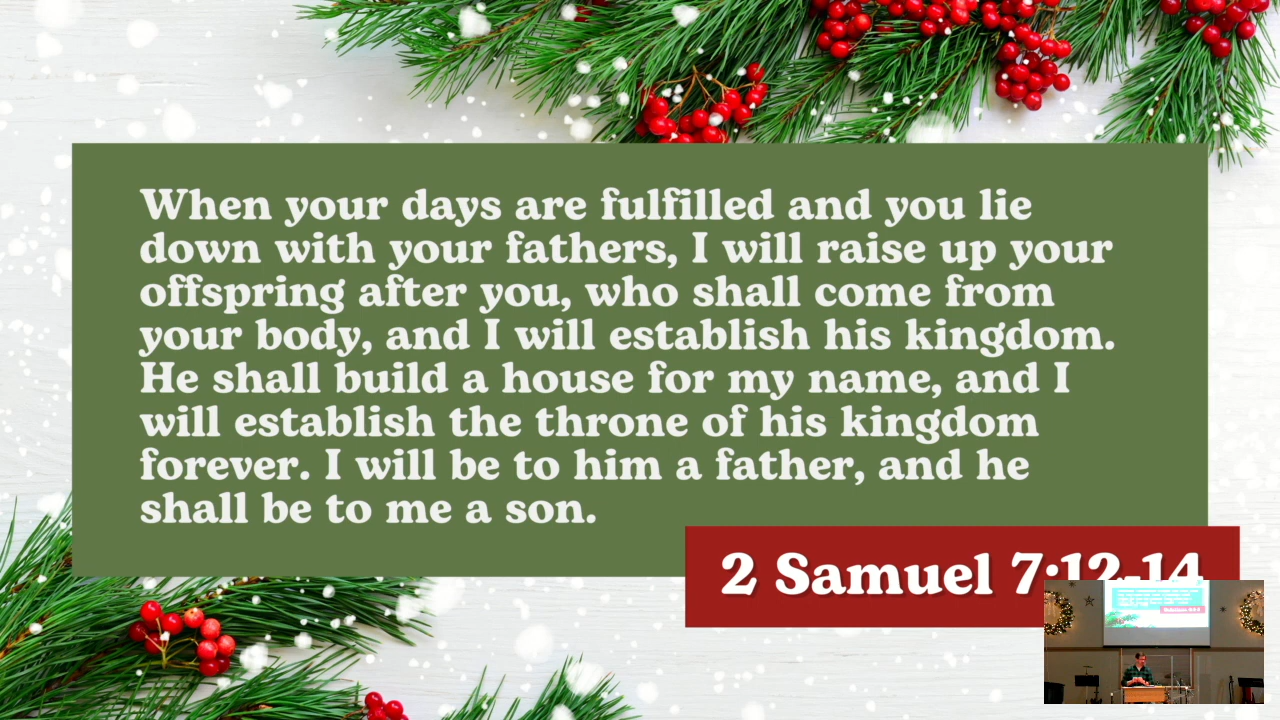 When your days are fulfilled and you lie
down with your fathers, I will raise up your
offspring after you, who shall come from
your body, and I will establish his kingdom.
He shall build a house for my name, and I
will establish the throne of his kingdom
forever. I will be to him a father, and he
shall be to me a son.
2 Samuel 7:12-14